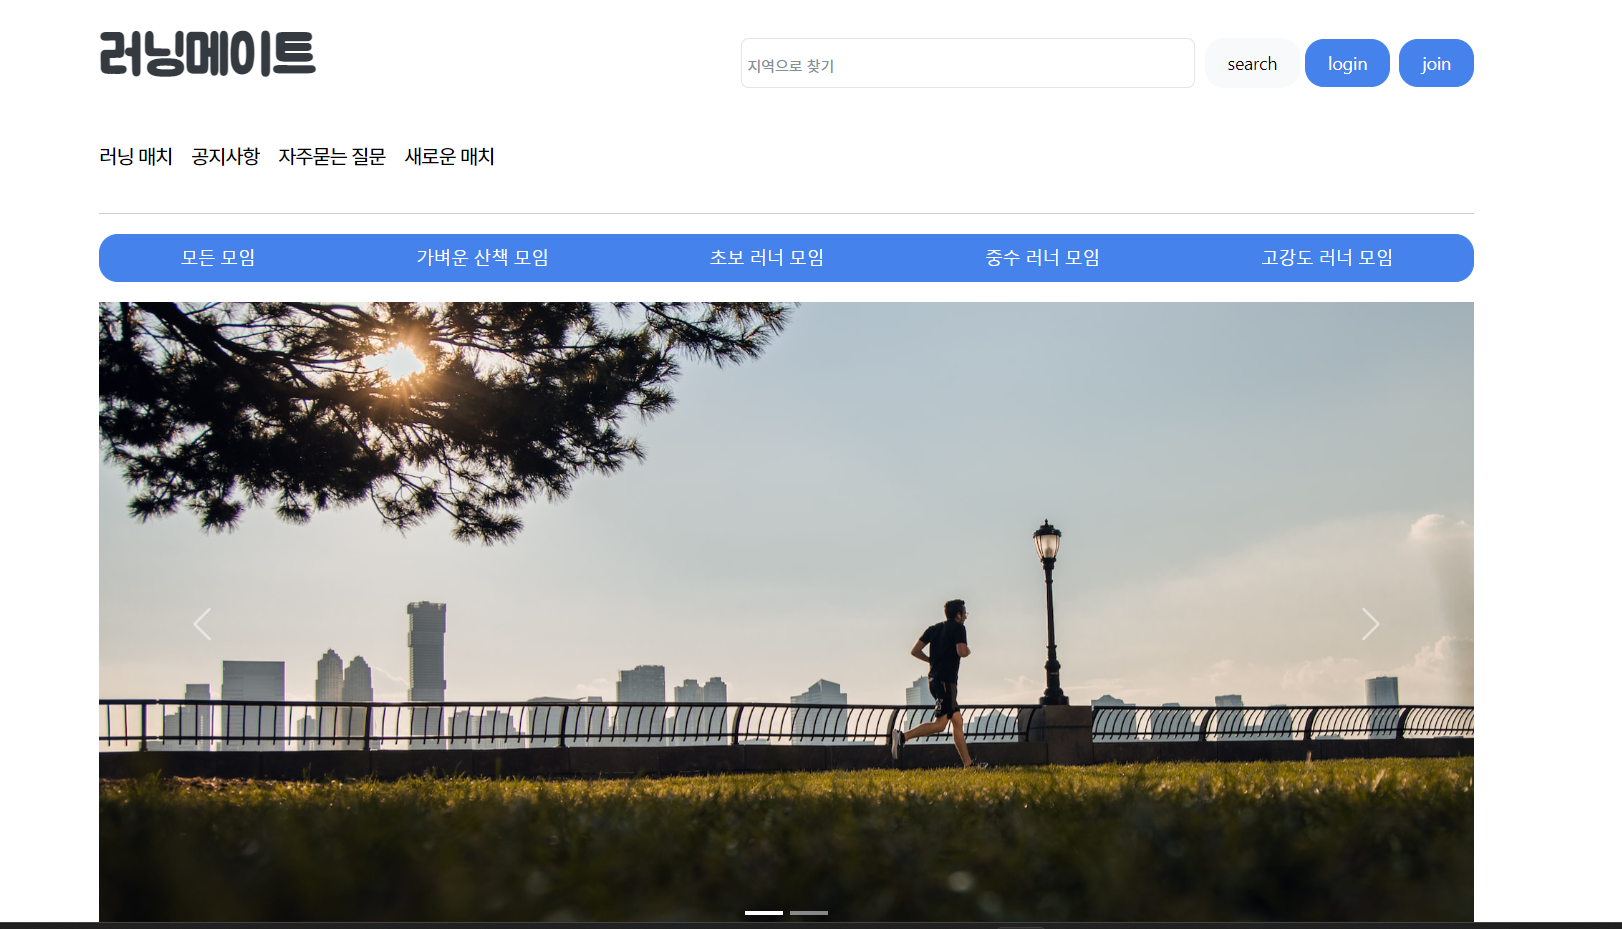 러닝메이트
지역으로 찾기 search login join
러닝 매치 공지사항 자주묻는 질문 새로운 매치
모든 모임 가벼운 산책 모임 초보 러너 모임 중수 러너 모임 고강도 러너 모임